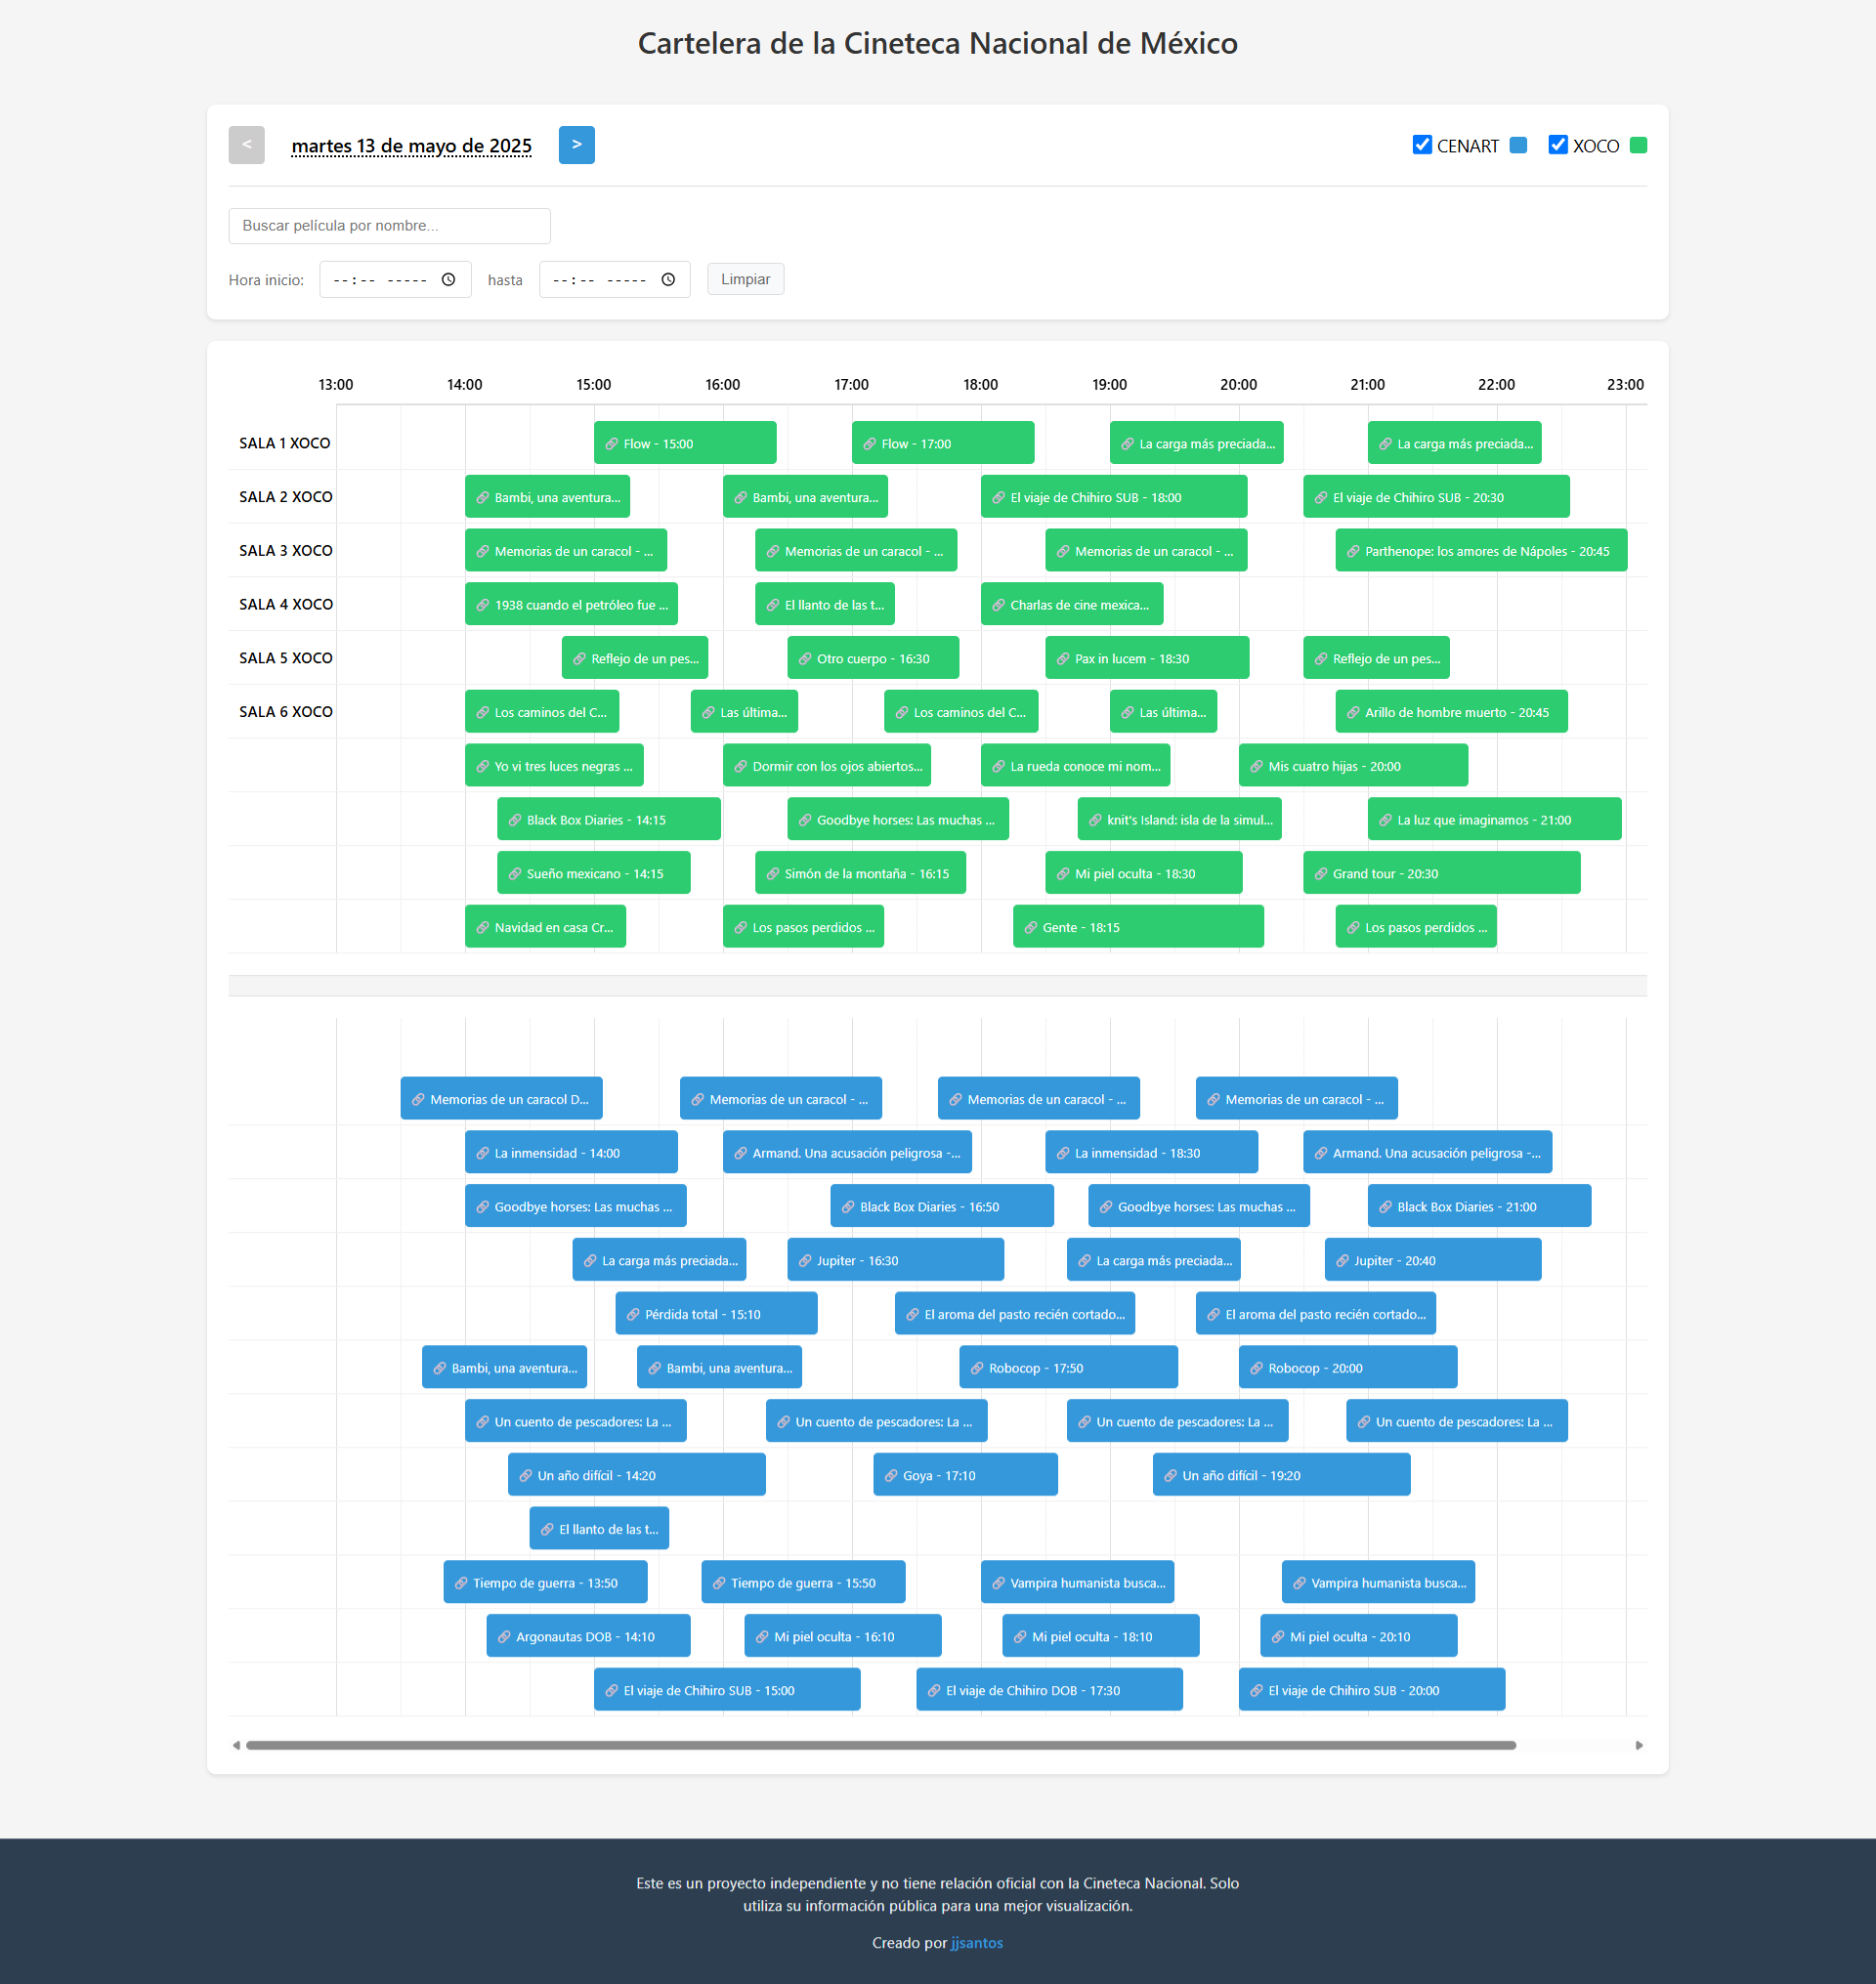 Cartelera de la Cineteca Nacional de México
< martes 13 de mayo de 2025 > CENART XOCO
Buscar película por nombre...
Hora inicio: --:-- ----- hasta --:-- ----- Limpiar
13:00 14:00 15:00 16:00 17:00 18:00 19:00 20:00 21:00 22:00 23:00
SALA 1 XOCO Flow - 15:00 Flow - 17:00 La carga más preciada... La carga más preciada...
SALA 2 XOCO Bambi, una aventura... Bambi, una aventura... El viaje de Chihiro SUB - 18:00 El viaje de Chihiro SUB - 20:30
SALA 3 XOCO Memorias de un caracol - ... Memorias de un caracol - ... Memorias de un caracol - ... Parthenope: los amores de Nápoles - 20:45
SALA 4 XOCO 1938 cuando el petróleo fue ... El llanto de las t... Charlas de cine mexica...
SALA 5 XOCO Reflejo de un pes... Otro cuerpo - 16:30 Pax in lucem - 18:30 Reflejo de un pes...
SALA 6 XOCO Los caminos del C... Las última... Los caminos del C... Las última... Arillo de hombre muerto - 20:45
Yo vi tres luces negras ... Dormir con los ojos abiertos... La rueda conoce mi nom... Mis cuatro hijas - 20:00
Black Box Diaries - 14:15 Goodbye horses: Las muchas ... knit's Island: isla de la simul... La luz que imaginamos - 21:00
Sueño mexicano - 14:15 Simón de la montaña - 16:15 Mi piel oculta - 18:30 Grand tour - 20:30
Navidad en casa Cr... Los pasos perdidos ... Gente - 18:15 Los pasos perdidos ...
Memorias de un caracol D... Memorias de un caracol - ... Memorias de un caracol - ... Memorias de un caracol - ...
La inmensidad - 14:00 Armand. Una acusación peligrosa -... La inmensidad - 18:30 Armand. Una acusación peligrosa -...
Goodbye horses: Las muchas ... Black Box Diaries - 16:50 Goodbye horses: Las muchas ... Black Box Diaries - 21:00
La carga más preciada... Jupiter - 16:30 La carga más preciada... Jupiter - 20:40
Pérdida total - 15:10 El aroma del pasto recién cortado... El aroma del pasto recién cortado...
Bambi, una aventura... Bambi, una aventura... Robocop - 17:50 Robocop - 20:00
Un cuento de pescadores: La ... Un cuento de pescadores: La ... Un cuento de pescadores: La ... Un cuento de pescadores: La ...
Un año difícil - 14:20 Goya - 17:10 Un año difícil - 19:20
El llanto de las t...
Tiempo de guerra - 13:50 Tiempo de guerra - 15:50 Vampira humanista busca... Vampira humanista busca...
Argonautas DOB - 14:10 Mi piel oculta - 16:10 Mi piel oculta - 18:10 Mi piel oculta - 20:10
El viaje de Chihiro SUB - 15:00 El viaje de Chihiro DOB - 17:30 El viaje de Chihiro SUB - 20:00
Este es un proyecto independiente y no tiene relación oficial con la Cineteca Nacional. Solo
utiliza su información pública para una mejor visualización.
Creado por jjsantos